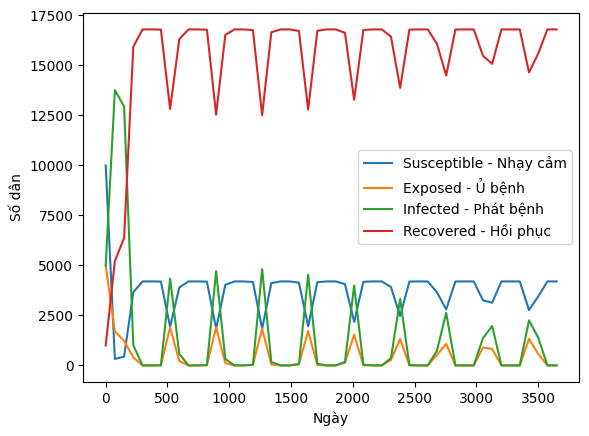 17500
15000
12500
10000
7500
5000
2500
0
Số dân
Susceptible - Nhạy cảm
Exposed - Ủ bệnh
Infected - Phát bệnh
Recovered - Hồi phục
0 500 1000 1500 2000 2500 3000 3500
Ngày